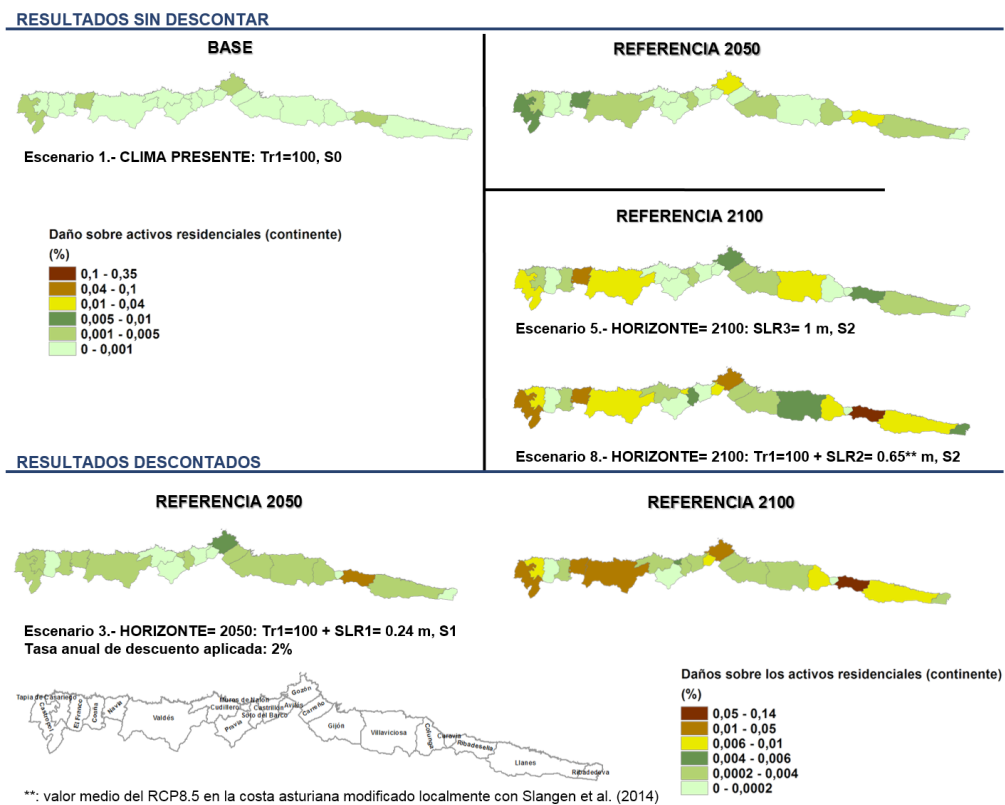 RESULTADOS SIN DESCONTAR
BASE
REFERENCIA 2050
Escenario 1.- CLIMA PRESENTE: Tr1=100, S0
REFERENCIA 2100
Daño sobre activos residenciales (continente)
(%)
0,1 - 0,35
0,04 - 0,1
0,01 - 0,04
0,005 - 0,01
0,001 - 0,005
0 - 0,001
Escenario 5.- HORIZONTE= 2100: SLR3= 1 m, S2
Escenario 8.- HORIZONTE= 2100: Tr1=100 + SLR2= 0.65** m, S2
RESULTADOS DESCONTADOS
REFERENCIA 2050
REFERENCIA 2100
Escenario 3.- HORIZONTE= 2050: Tr1=100 + SLR1= 0.24 m, S1
Tasa anual de descuento aplicada: 2%
Tapia de Casariego
Castropol
El Franco
Coaña
Navia
Valdés
Cudillero
Muros de Nalón
Pravia
Soto del Barco
Castrillón
Avilés
Gozón
Carreño
Gijón
Villaviciosa
Colunga
Caravia
Ribadesella
Llanes
Ribadedeva
Daños sobre los activos residenciales (continente)
(%)
0,05 - 0,14
0,01 - 0,05
0,006 - 0,01
0,004 - 0,006
0,0002 - 0,004
0 - 0,0002
**: valor medio del RCP8.5 en la costa asturiana modificado localmente con Slangen et al. (2014)